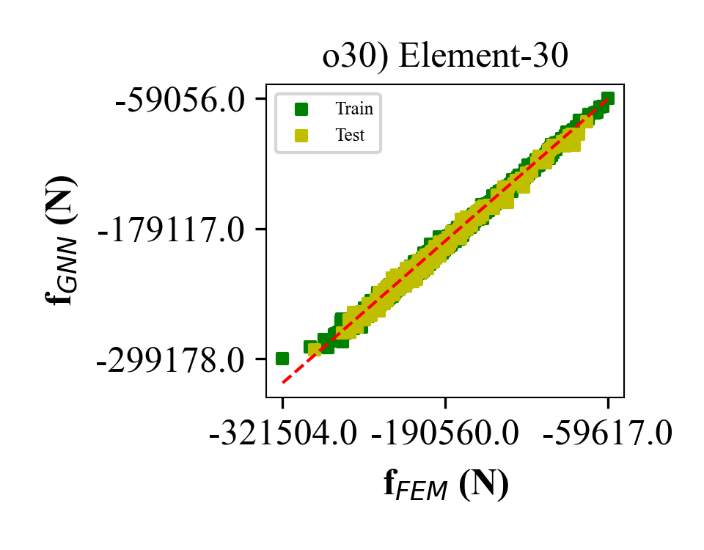 o30) Element-30
-59056.0
-179117.0
-299178.0
f_GNN (N)
Train
Test
-321504.0 -190560.0 -59617.0
f_FEM (N)